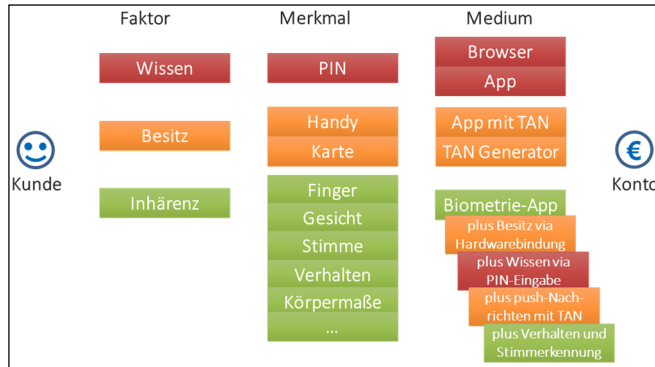 Faktor
Merkmal
Medium
Wissen
PIN
Browser
App
Besitz
Handy
Karte
App mit TAN
TAN Generator
Kunde
€
Konto
Inhärenz
Finger
Gesicht
Stimme
Verhalten
Körpermaße
...
Biometrie-App
plus Besitz via
Hardwarebindung
plus Wissen via
PIN-Eingabe
plus push-Nach-
richten mit TAN
plus Verhalten und
Stimmerkennung